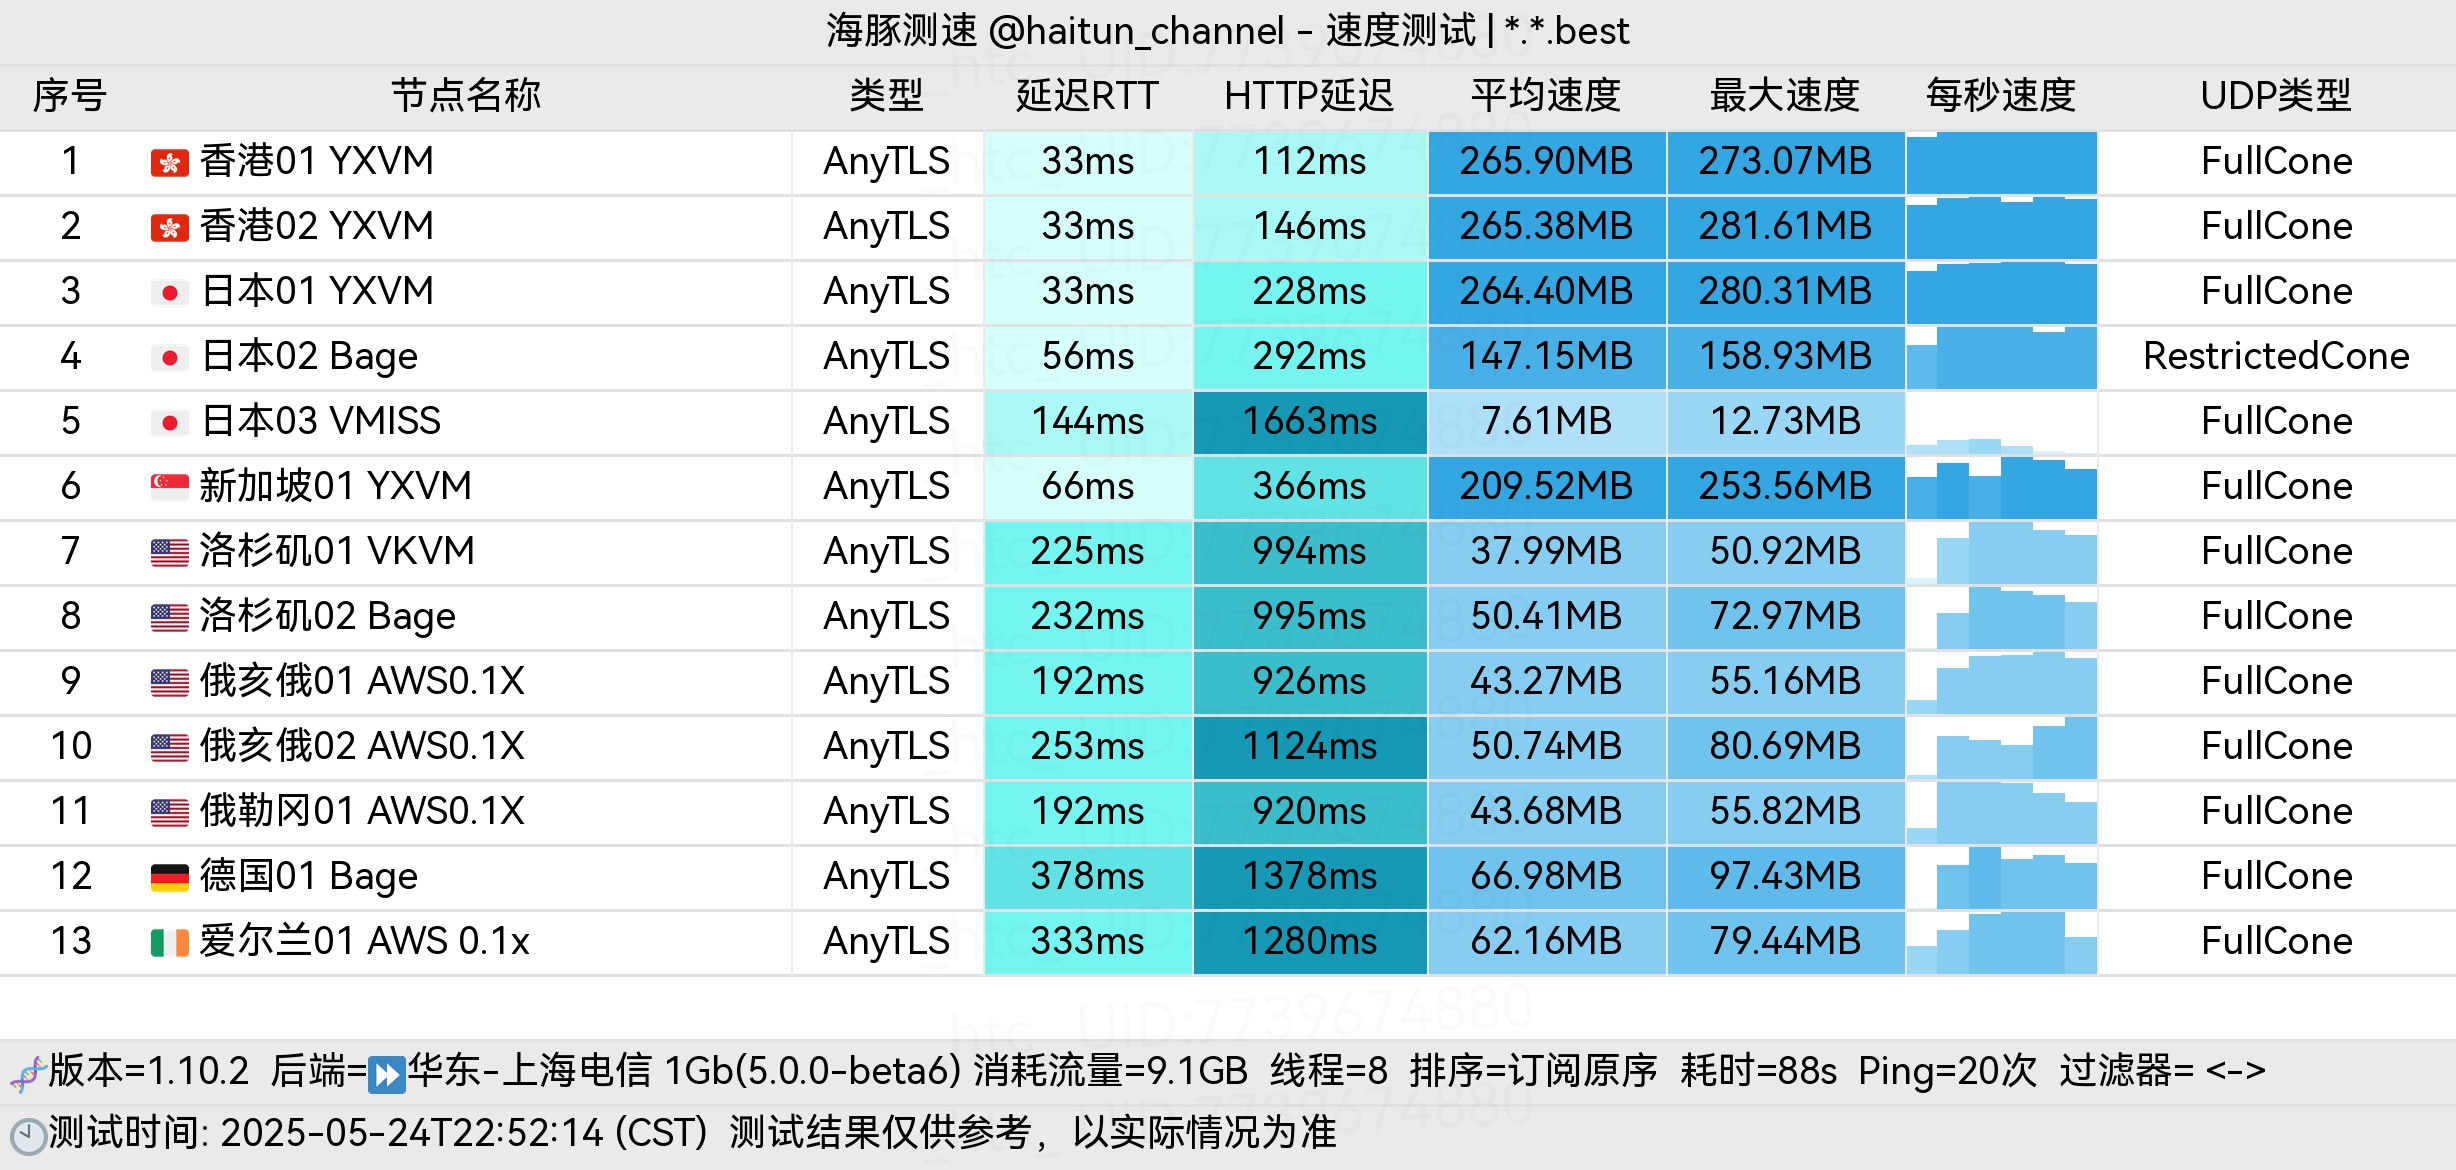 海豚测速 @haitun_channel - 速度测试 | *.*.best
序号 节点名称 类型 延迟RTT HTTP延迟 平均速度 最大速度 每秒速度 UDP类型
1 香港01 YXVM AnyTLS 33ms 112ms 265.90MB 273.07MB FullCone
2 香港02 YXVM AnyTLS 33ms 146ms 265.38MB 281.61MB FullCone
3 日本01 YXVM AnyTLS 33ms 228ms 264.40MB 280.31MB FullCone
4 日本02 Bage AnyTLS 56ms 292ms 147.15MB 158.93MB RestrictedCone
5 日本03 VMISS AnyTLS 144ms 1663ms 7.61MB 12.73MB FullCone
6 新加坡01 YXVM AnyTLS 66ms 366ms 209.52MB 253.56MB FullCone
7 洛杉矶01 VKVM AnyTLS 225ms 994ms 37.99MB 50.92MB FullCone
8 洛杉矶02 Bage AnyTLS 232ms 995ms 50.41MB 72.97MB FullCone
9 俄亥俄01 AWS0.1X AnyTLS 192ms 926ms 43.27MB 55.16MB FullCone
10 俄亥俄02 AWS0.1X AnyTLS 253ms 1124ms 50.74MB 80.69MB FullCone
11 俄勒冈01 AWS0.1X AnyTLS 192ms 920ms 43.68MB 55.82MB FullCone
12 德国01 Bage AnyTLS 378ms 1378ms 66.98MB 97.43MB FullCone
13 爱尔兰01 AWS 0.1x AnyTLS 333ms 1280ms 62.16MB 79.44MB FullCone
_htc_ UID:7739674880
版本=1.10.2 后端=⏩华东-上海电信 1Gb(5.0.0-beta6) 消耗流量=9.1GB 线程=8 排序=订阅原序 耗时=88s Ping=20次 过滤器= <->
测试时间: 2025-05-24T22:52:14 (CST) 测试结果仅供参考，以实际情况为准